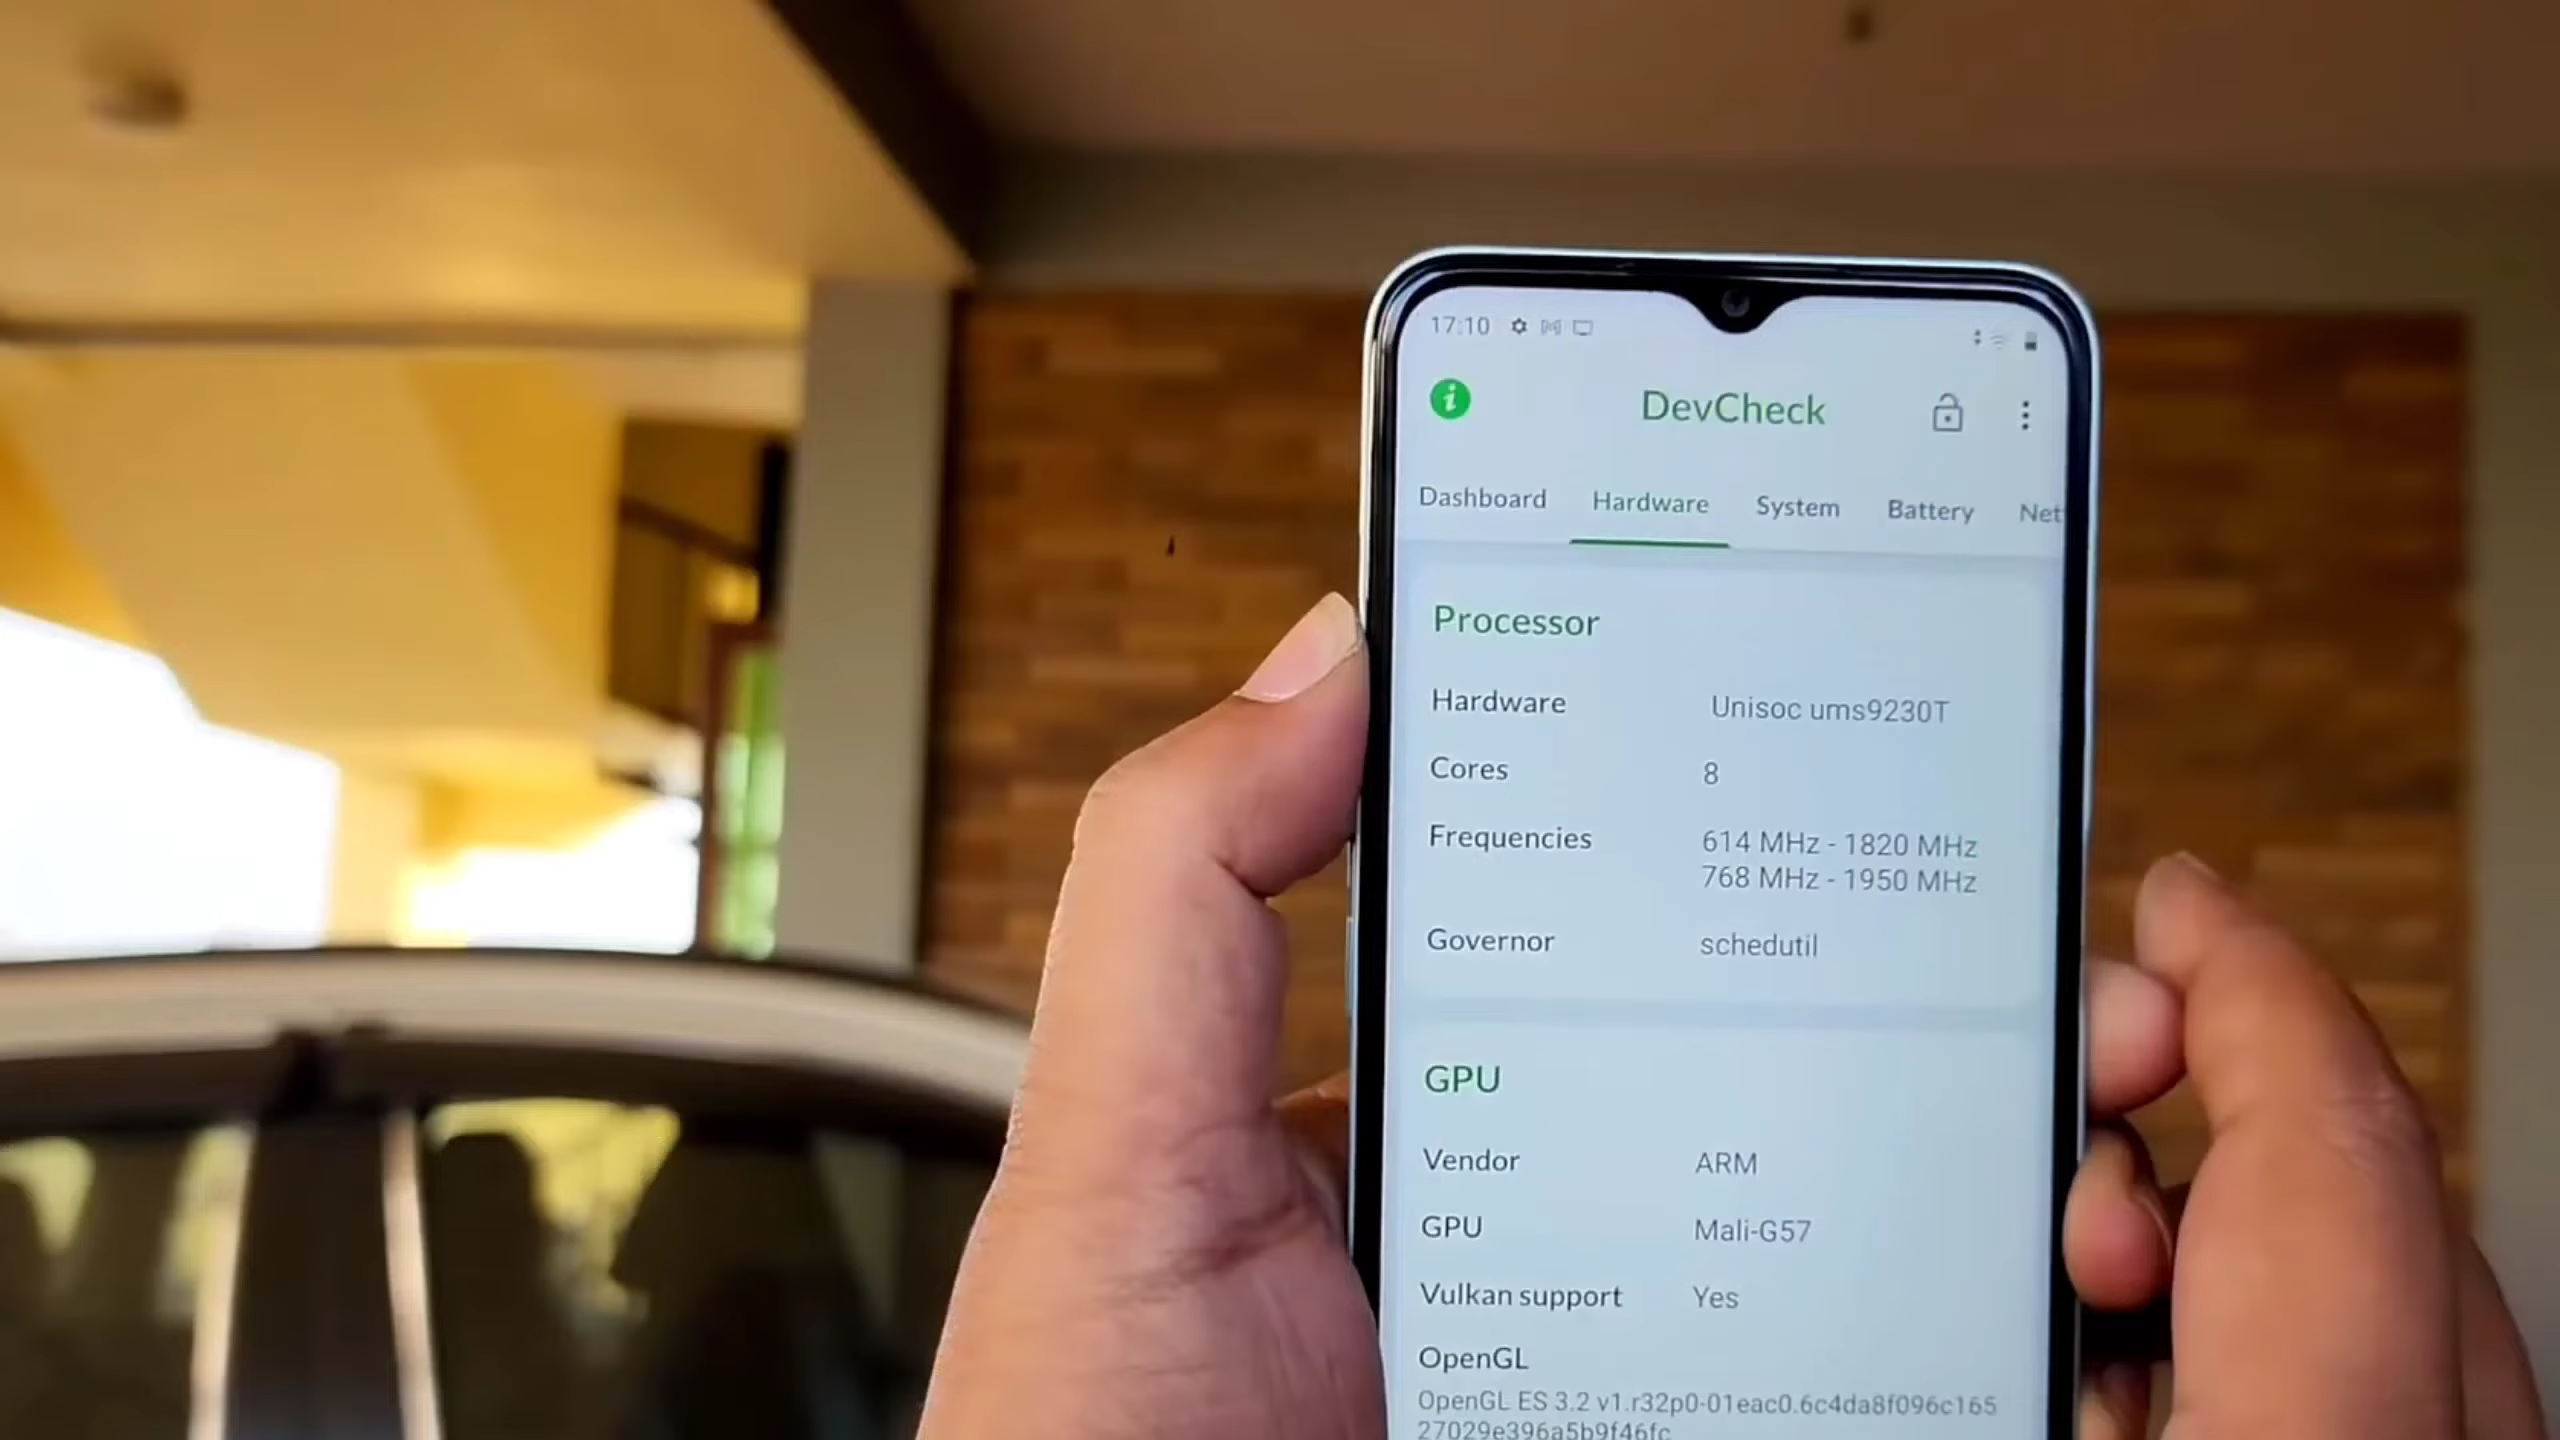 17:10
DevCheck
Dashboard Hardware System Battery Net
Processor
Hardware Unisoc ums9230T
Cores 8
Frequencies 614 MHz - 1820 MHz
768 MHz - 1950 MHz
Governor schedutil
GPU
Vendor ARM
GPU Mali-G57
Vulkan support Yes
OpenGL
OpenGL ES 3.2 v1.r32p0-01eac0.6c4da8f096c165
27029e396a5b9f46fc